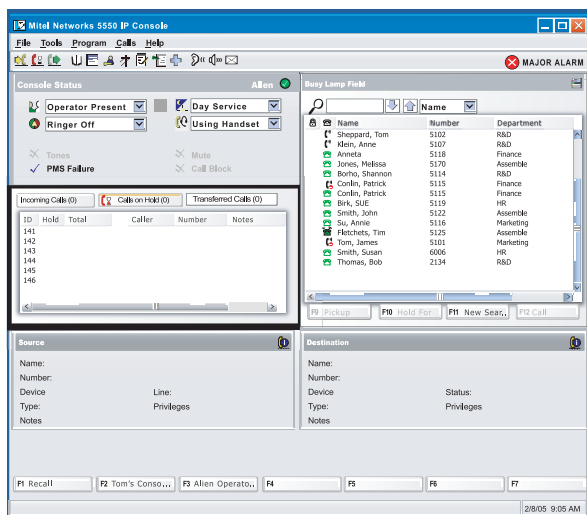 Mitel Networks 5550 IP Console
File Tools Program Calls Help
MAJOR ALARM
Console Status Allen
Operator Present Day Service
Ringer Off Using Handset
Tones Mute
PMS Failure Call Block
Busy Lamp Field
Name
Name Number Department
Sheppard, Tom 5102 R&D
Klein, Anne 5107 R&D
Anneta 5118 Finance
Jones, Melissa 5170 Assemble
Borho, Shannon 5114 R&D
Conlin, Patrick 5115 Finance
Conlin, Patrick 5115 Finance
Birk, SUE 5119 HR
Smith, John 5122 Assemble
Su, Annie 5116 Marketing
Fletchets, Tim 5125 Assemble
Tom, James 5101 Marketing
Smith, Susan 6006 HR
Thomas, Bob 2134 R&D
F9 Pickup F10 Hold For F11 New Sear,, F12 Call
Incoming Calls (0) Calls on Hold (0) Transferred Calls (0)
ID Hold Total Caller Number Notes
141
142
143
144
145
146
Source
Name:
Number:
Device Line:
Type: Privileges
Notes
Destination
Name:
Number:
Device Status:
Type: Privileges
Notes
F1 Recall F2 Tom's Conso... F3 Alien Operato.. F4 F5 F6 F7
2/8/05 9:05 AM